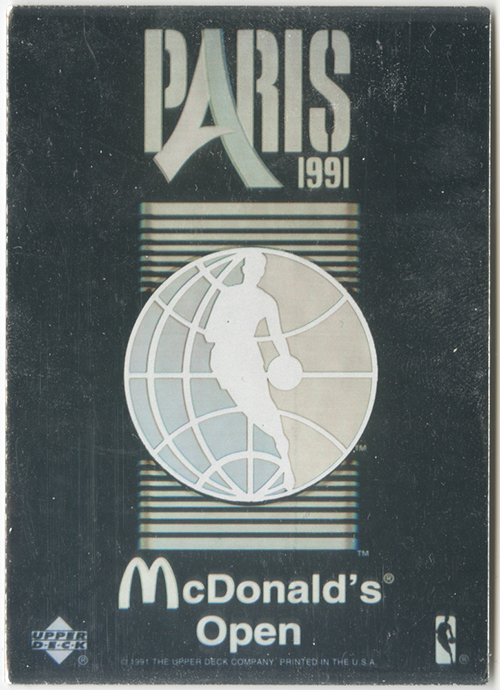 PARIS
1991
TM
TM
McDonald's®
Open
UPPER
DECK
®
®
© 1991 THE UPPER DECK COMPANY PRINTED IN THE U.S.A.